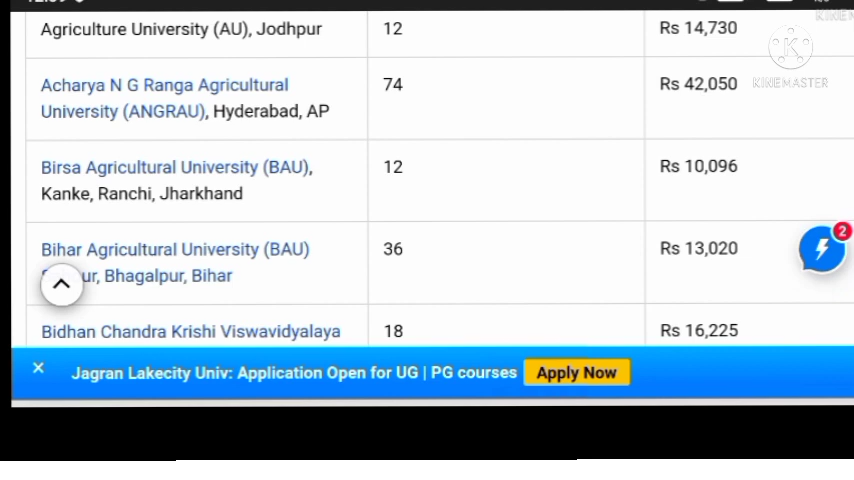 Agriculture University (AU), Jodhpur 12 Rs 14,730
KINEMASTER
Acharya N G Ranga Agricultural 74 Rs 42,050
University (ANGRAU), Hyderabad, AP
Birsa Agricultural University (BAU), 12 Rs 10,096
Kanke, Ranchi, Jharkhand
Bihar Agricultural University (BAU) 36 Rs 13,020
2
Bhagalpur, Bihar
Bidhan Chandra Krishi Viswavidyalaya 18 Rs 16,225
× Jagran Lakecity Univ: Application Open for UG | PG courses Apply Now